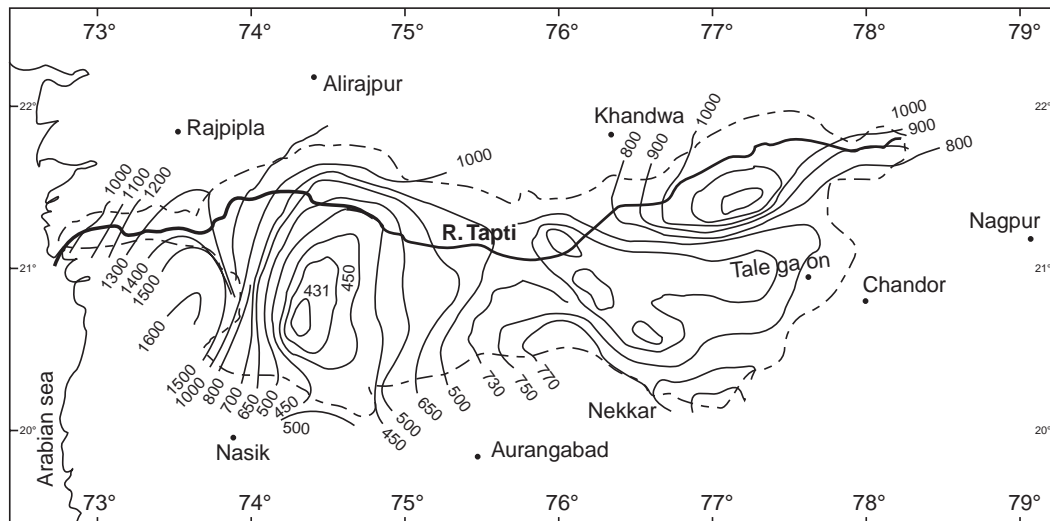 73° 74° 75° 76° 77° 78° 79°
22° 22°
Alirajpur
Khandwa
Rajpipla
1000
1000
900
800
800
900
1000
1000
1100
1200
R. Tapti
Nagpur
21° 21°
1300
1400
1500
1600
431
450
Tale ga on
Chandor
1500
1000
800
700
650
500
450
500
450
500
650
500
730
750
770
Nekkar
20° 20°
Nasik
Aurangabad
Arabian sea
73° 74° 75° 76° 77° 78°